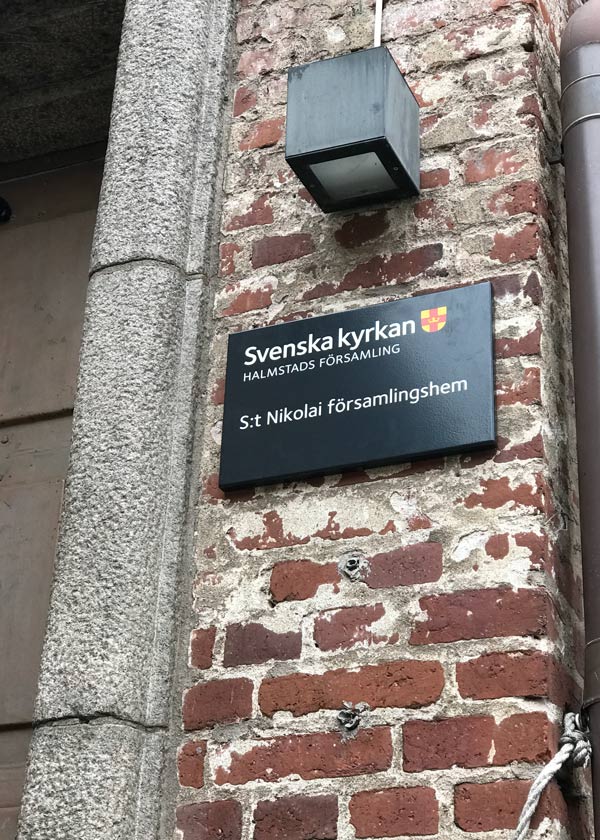 Svenska kyrkan
HALMSTADS FÖRSAMLING
S:t Nikolai församlingshem